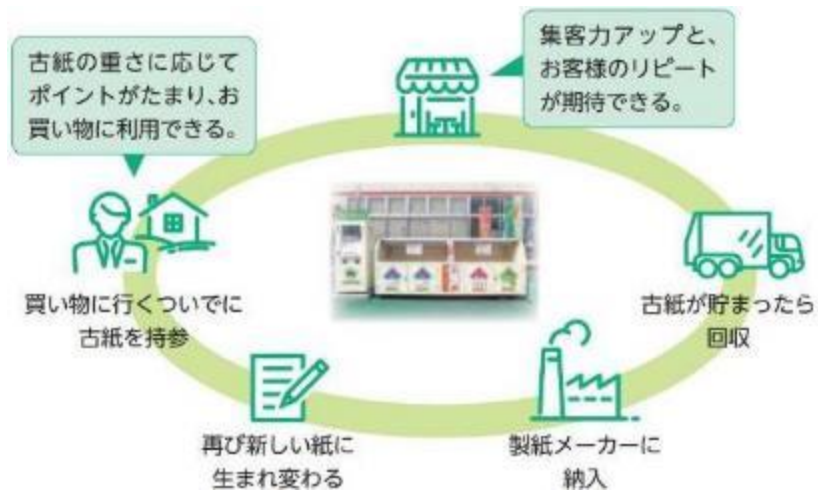 古紙の重さに応じて
ポイントがたまり、お
買い物に利用できる。
集客力アップと、
お客様のリピート
が期待できる。
買い物に行くついでに
古紙を持参
古紙が貯まったら
回収
再び新しい紙に
生まれ変わる
製紙メーカーに
納入